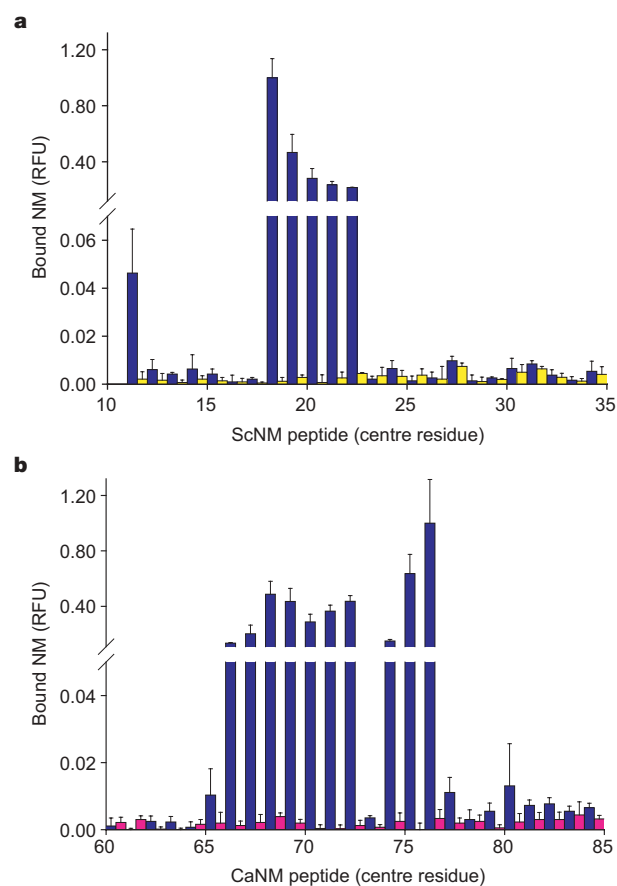 a
1.20
0.80
0.40
0.06
0.04
0.02
0.00
Bound NM (RFU)
10 15 20 25 30 35
ScNM peptide (centre residue)
b
1.20
0.80
0.40
0.04
0.02
0.00
Bound NM (RFU)
60 65 70 75 80 85
CaNM peptide (centre residue)